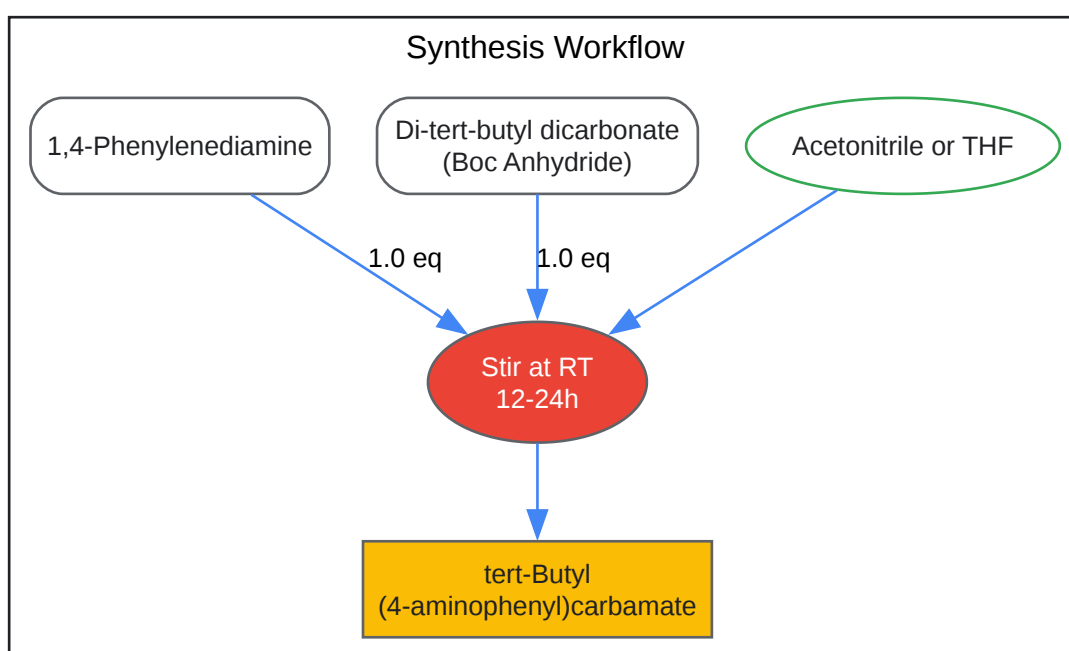 Synthesis Workflow
1,4-Phenylenediamine
Di-tert-butyl dicarbonate
(Boc Anhydride)
Acetonitrile or THF
1.0 eq
1.0 eq
Stir at RT
12-24h
tert-Butyl
(4-aminophenyl)carbamate